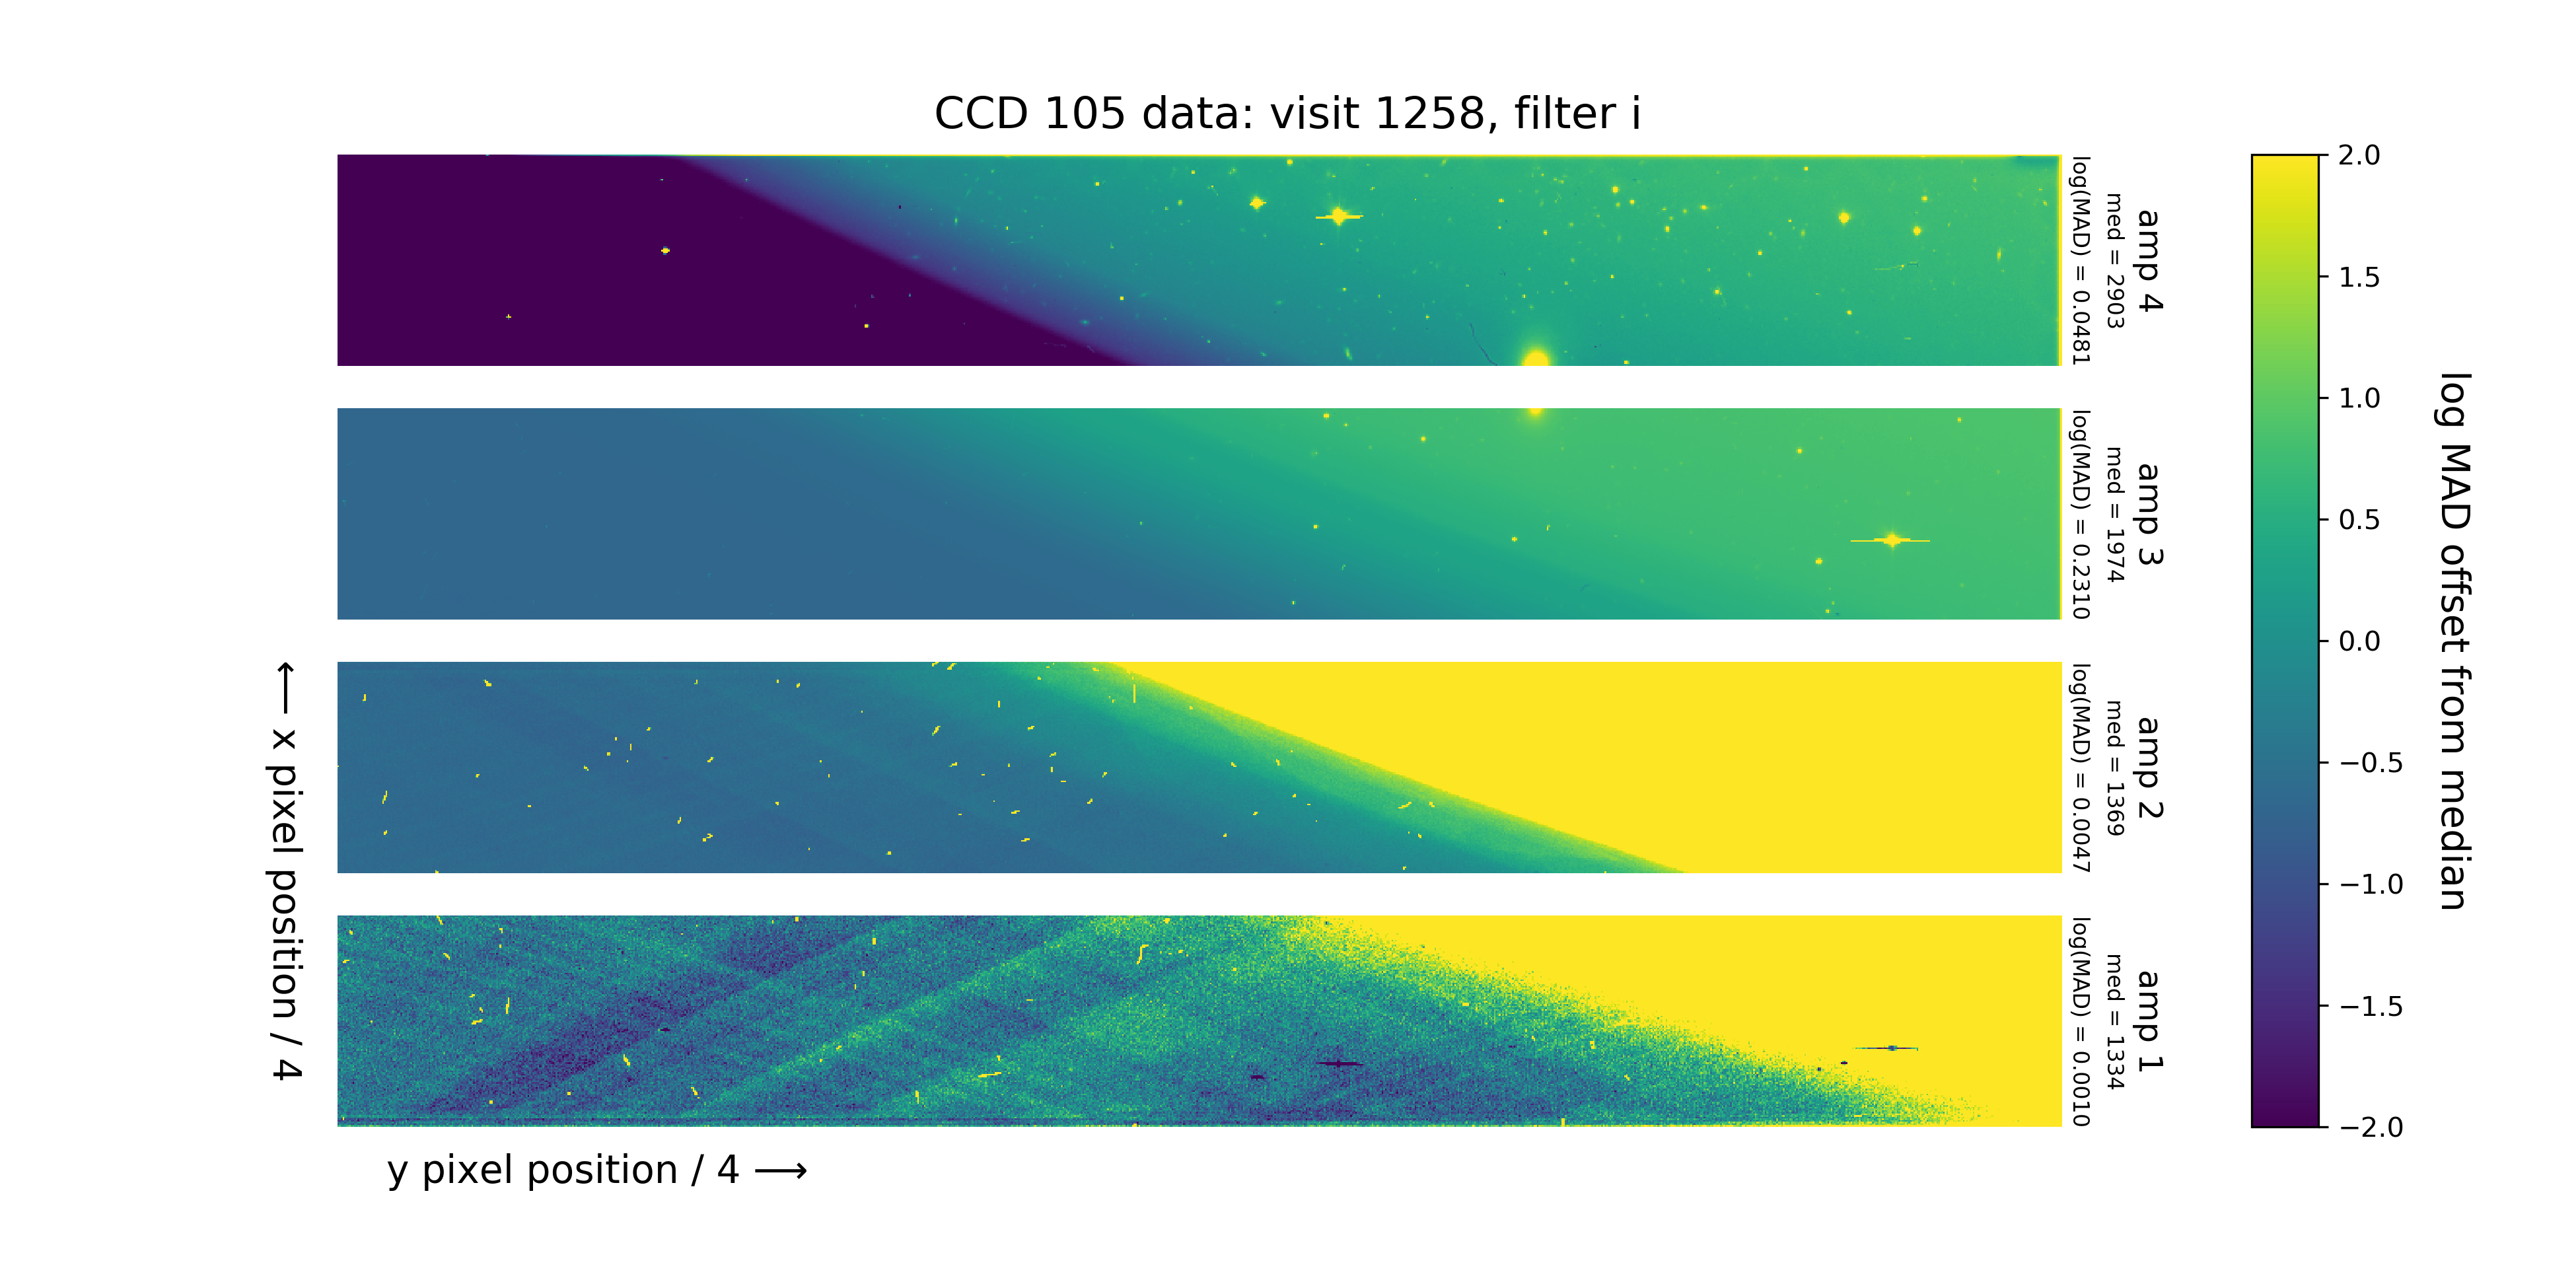 CCD 105 data: visit 1258, filter i
amp 4
med = 2903
log(MAD) = 0.0481
amp 3
med = 1974
log(MAD) = 0.2310
amp 2
med = 1369
log(MAD) = 0.0047
amp 1
med = 1334
log(MAD) = 0.0010
⟵ x pixel position / 4
y pixel position / 4 ⟶
2.0
1.5
1.0
0.5
0.0
−0.5
−1.0
−1.5
−2.0
log MAD offset from median